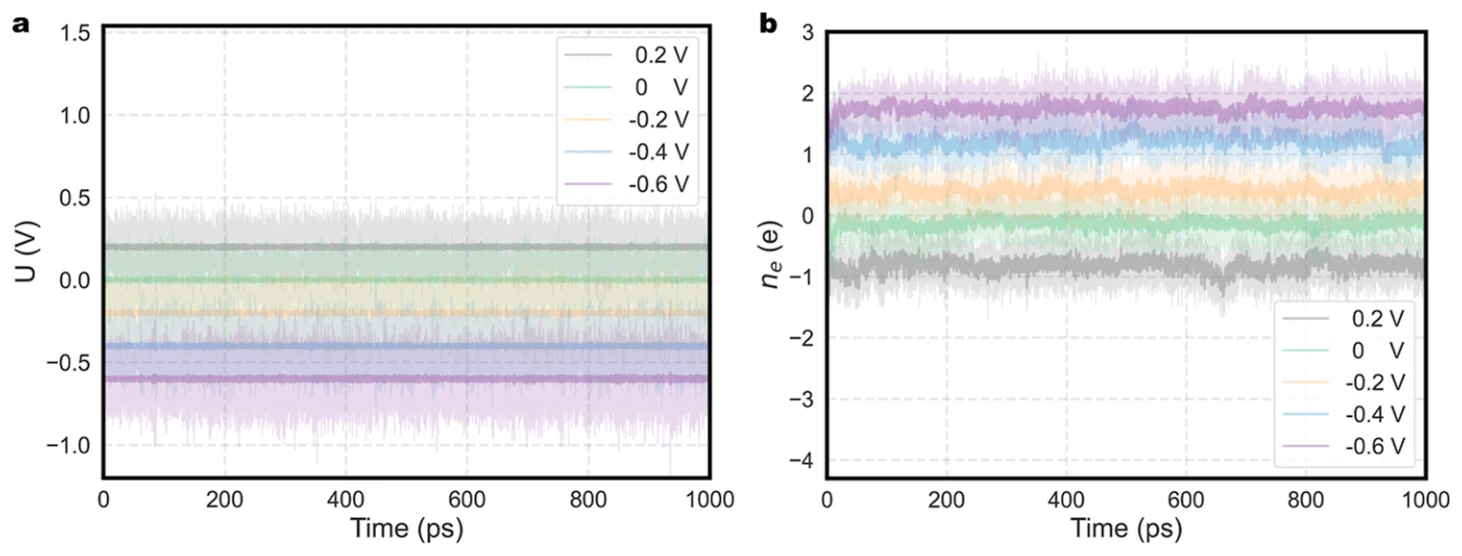 a
1.5
1.0
0.5
0.0
−0.5
−1.0
U (V)
0 200 400 600 800 1000
Time (ps)
0.2 V
0 V
-0.2 V
-0.4 V
-0.6 V
b
3
2
1
0
−1
−2
−3
−4
nₑ (e)
0 200 400 600 800 1000
Time (ps)
0.2 V
0 V
-0.2 V
-0.4 V
-0.6 V